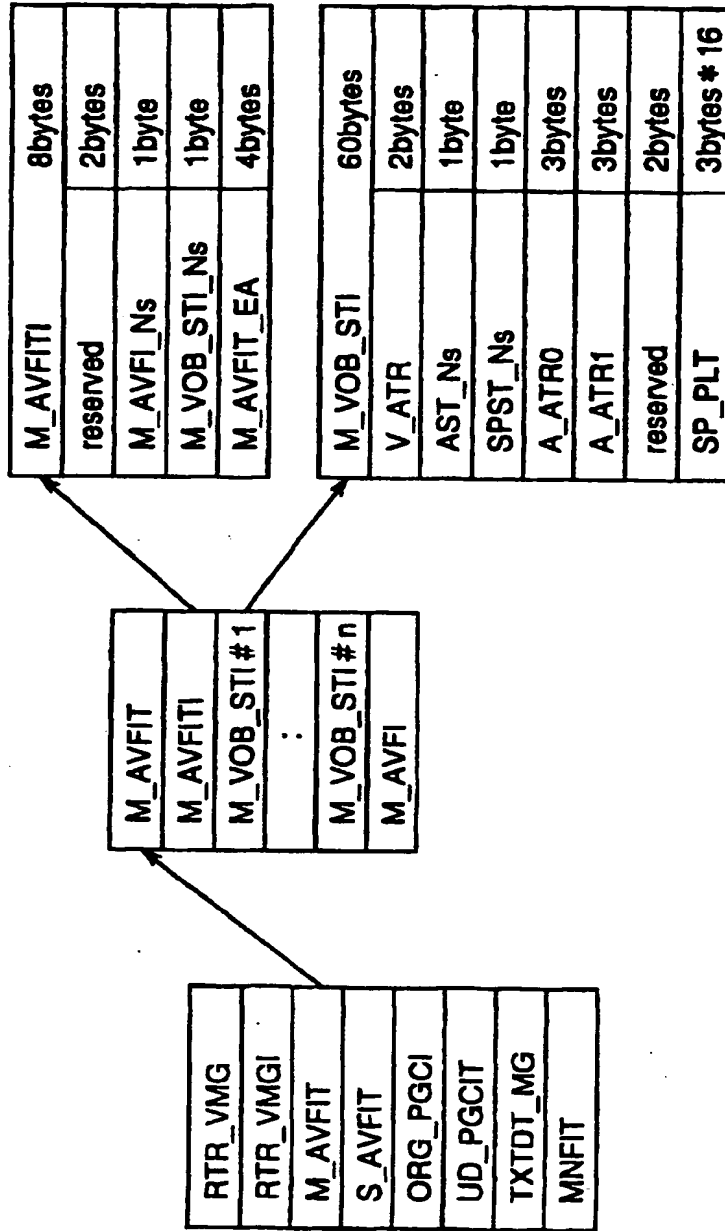 RTR_VMG
RTR_VMGI
M_AVFIT
S_AVFIT
ORG_PGCI
UD_PGCIT
TXTDT_MG
MNFIT
M_AVFIT
M_AVFITI
M_VOB_STI#1
:
M_VOB_STI#n
M_AVFI
M_AVFITI 8bytes
reserved 2bytes
M_AVFI_Ns 1byte
M_VOB_STI_Ns 1byte
M_AVFIT_EA 4bytes
M_VOB_STI 60bytes
V_ATR 2bytes
AST_Ns 1byte
SPST_Ns 1byte
A_ATR0 3bytes
A_ATR1 3bytes
reserved 2bytes
SP_PLT 3bytes*16